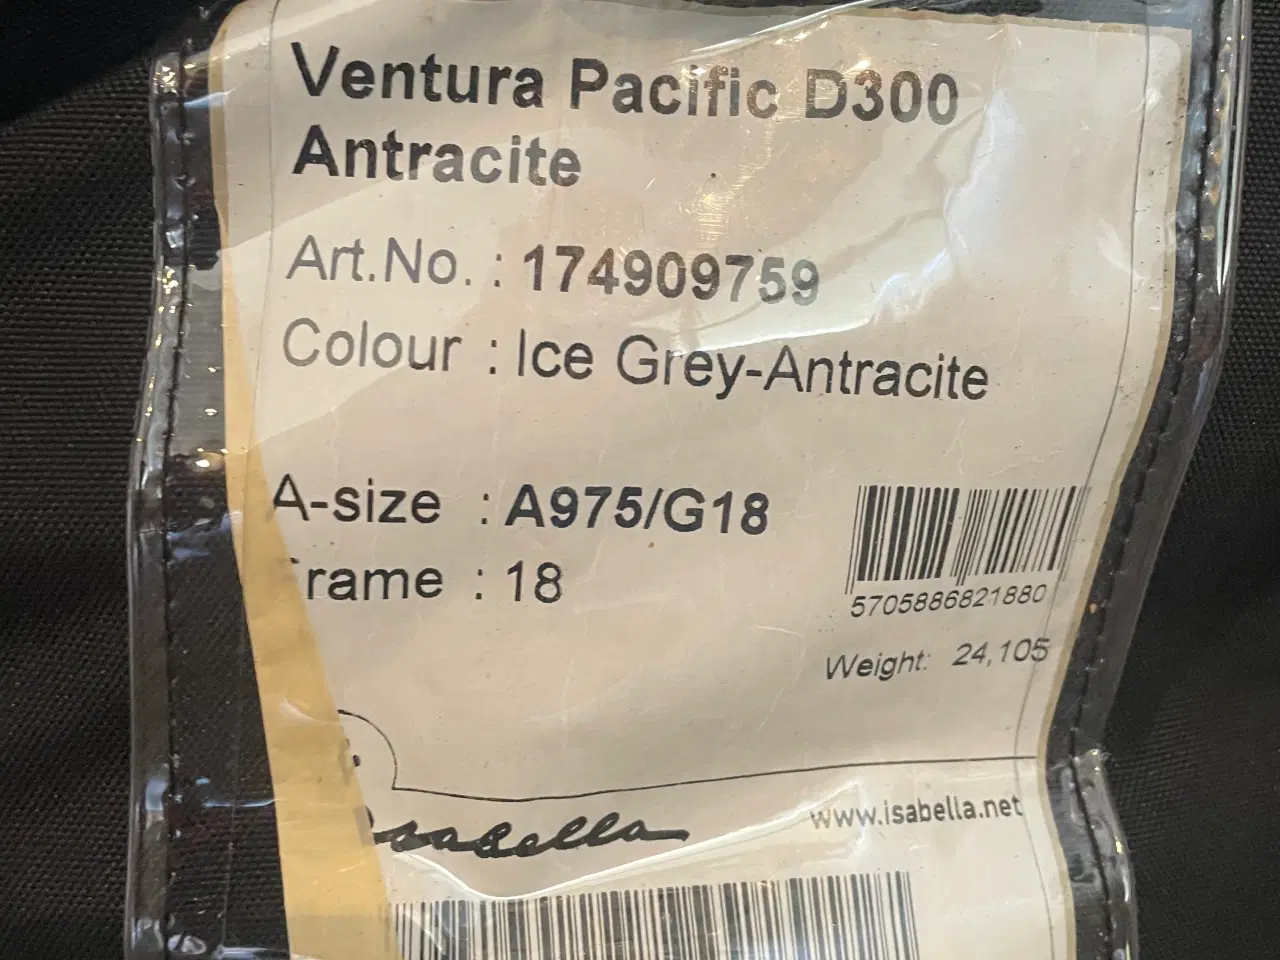 Ventura Pacific D300
Antracite
Art.No. : 174909759
Colour : Ice Grey-Antracite
A-size : A975/G18
rame : 18
5705886821880
Weight: 24,105
www.isabella.net
Isabella